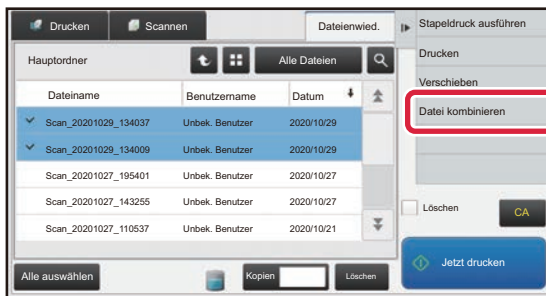 Drucken
Scannen
Dateienwied.
Hauptordner
Alle Dateien
Dateiname Benutzername Datum
Scan_20201029_134037 Unbek. Benutzer 2020/10/29
Scan_20201029_134009 Unbek. Benutzer 2020/10/29
Scan_20201027_195401 Unbek. Benutzer 2020/10/27
Scan_20201027_143255 Unbek. Benutzer 2020/10/27
Scan_20201027_110537 Unbek. Benutzer 2020/10/21
Alle auswählen
Kopien
Löschen
Stapeldruck ausführen
Drucken
Verschieben
Datei kombinieren
Löschen
CA
Jetzt drucken